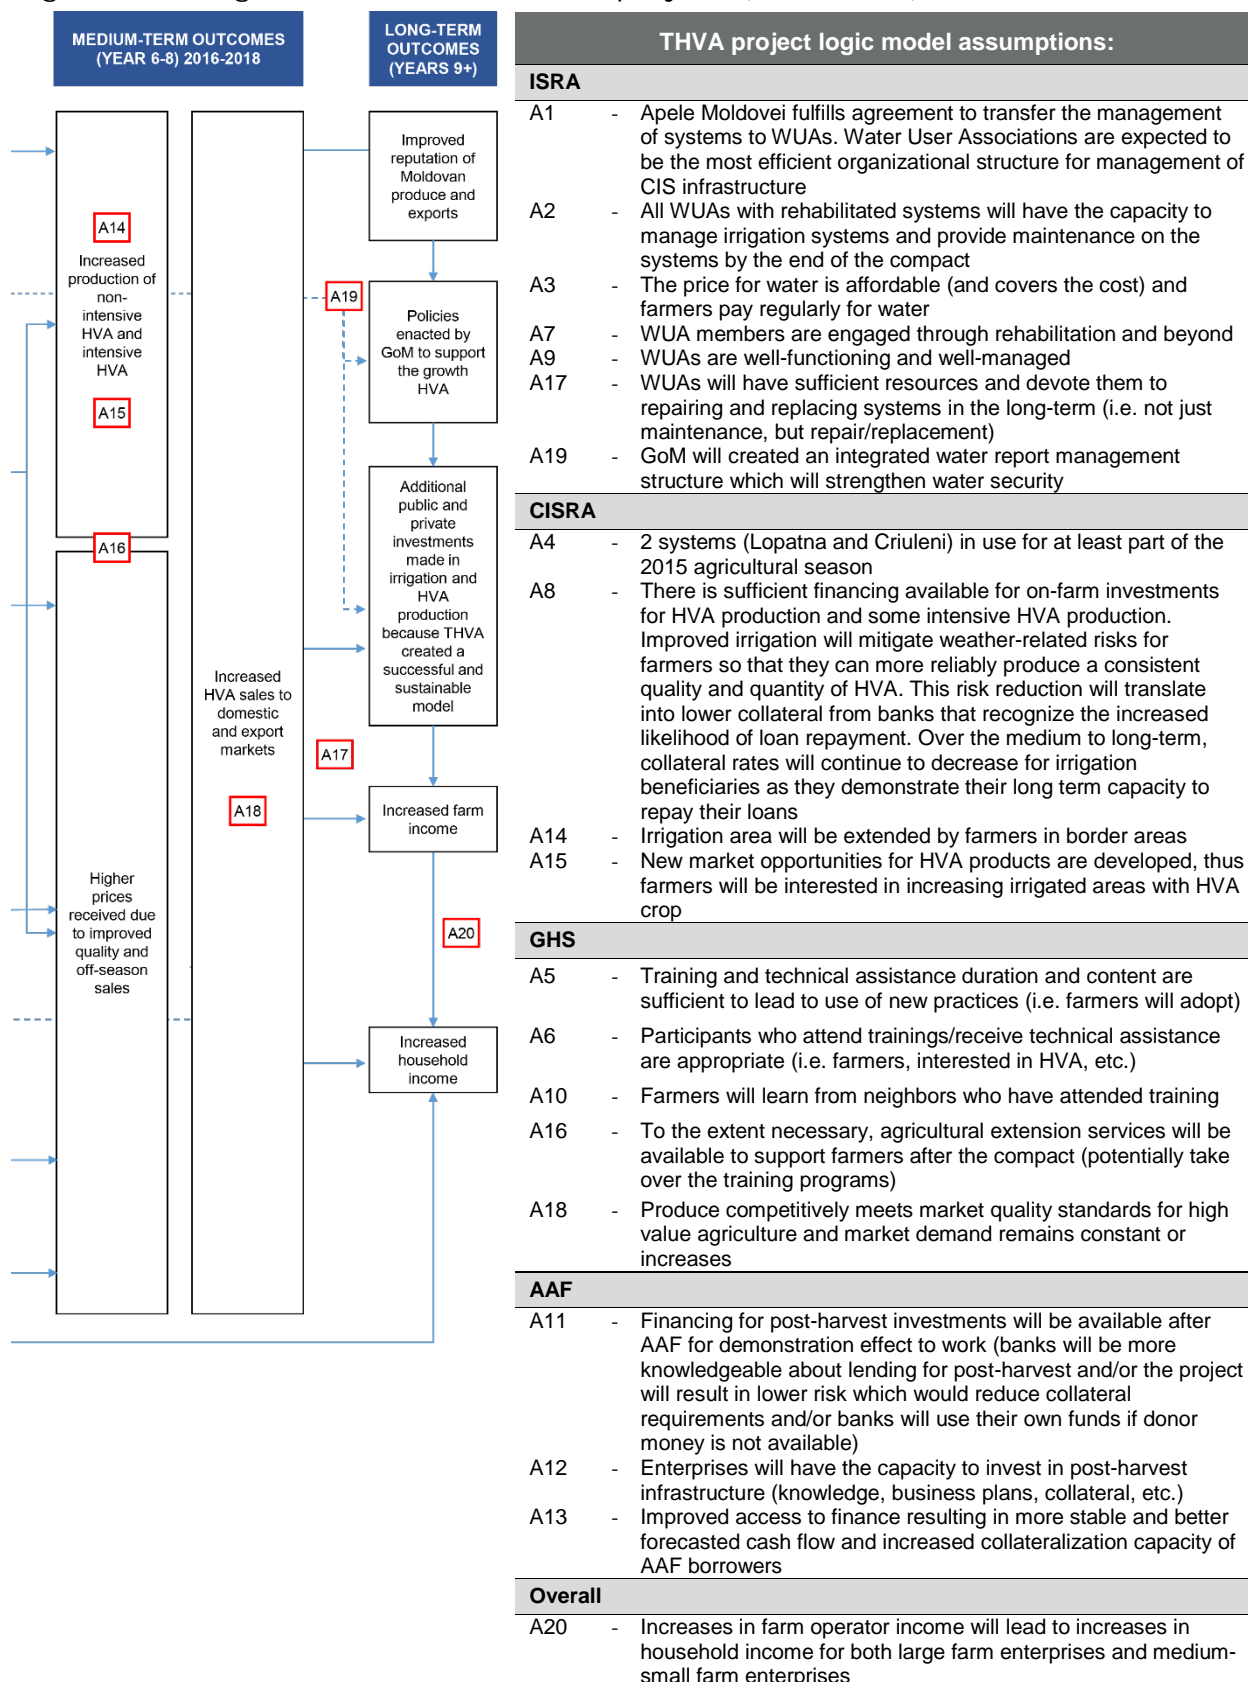 MEDIUM-TERM OUTCOMES
(YEAR 6-8) 2016-2018
LONG-TERM
OUTCOMES
(YEARS 9+)
A14
Increased
production of
non-
intensive
HVA and
intensive
HVA
A15
A16
Higher
prices
received due
to improved
quality and
off-season
sales
Increased
HVA sales to
domestic
and export
markets
A18
A19
A17
Improved
reputation of
Moldovan
produce and
exports
Policies
enacted by
GoM to support
the growth
HVA
Additional
public and
private
investments
made in
irrigation and
HVA
production
because THVA
created a
successful and
sustainable
model
Increased farm
income
A20
Increased
household
income
THVA project logic model assumptions:
ISRA
A1 - Apele Moldovei fulfills agreement to transfer the management
of systems to WUAs. Water User Associations are expected to
be the most efficient organizational structure for management of
CIS infrastructure
A2 - All WUAs with rehabilitated systems will have the capacity to
manage irrigation systems and provide maintenance on the
systems by the end of the compact
A3 - The price for water is affordable (and covers the cost) and
farmers pay regularly for water
A7 - WUA members are engaged through rehabilitation and beyond
A9 - WUAs are well-functioning and well-managed
A17 - WUAs will have sufficient resources and devote them to
repairing and replacing systems in the long-term (i.e. not just
maintenance, but repair/replacement)
A19 - GoM will created an integrated water report management
structure which will strengthen water security
CISRA
A4 - 2 systems (Lopatna and Criuleni) in use for at least part of the
2015 agricultural season
A8 - There is sufficient financing available for on-farm investments
for HVA production and some intensive HVA production.
Improved irrigation will mitigate weather-related risks for
farmers so that they can more reliably produce a consistent
quality and quantity of HVA. This risk reduction will translate
into lower collateral from banks that recognize the increased
likelihood of loan repayment. Over the medium to long-term,
collateral rates will continue to decrease for irrigation
beneficiaries as they demonstrate their long term capacity to
repay their loans
A14 - Irrigation area will be extended by farmers in border areas
A15 - New market opportunities for HVA products are developed, thus
farmers will be interested in increasing irrigated areas with HVA
crop
GHS
A5 - Training and technical assistance duration and content are
sufficient to lead to use of new practices (i.e. farmers will adopt)
A6 - Participants who attend trainings/receive technical assistance
are appropriate (i.e. farmers, interested in HVA, etc.)
A10 - Farmers will learn from neighbors who have attended training
A16 - To the extent necessary, agricultural extension services will be
available to support farmers after the compact (potentially take
over the training programs)
A18 - Produce competitively meets market quality standards for high
value agriculture and market demand remains constant or
increases
AAF
A11 - Financing for post-harvest investments will be available after
AAF for demonstration effect to work (banks will be more
knowledgeable about lending for post-harvest and/or the project
will result in lower risk which would reduce collateral
requirements and/or banks will use their own funds if donor
money is not available)
A12 - Enterprises will have the capacity to invest in post-harvest
infrastructure (knowledge, business plans, collateral, etc.)
A13 - Improved access to finance resulting in more stable and better
forecasted cash flow and increased collateralization capacity of
AAF borrowers
Overall
A20 - Increases in farm operator income will lead to increases in
household income for both large farm enterprises and medium-
small farm enterprises